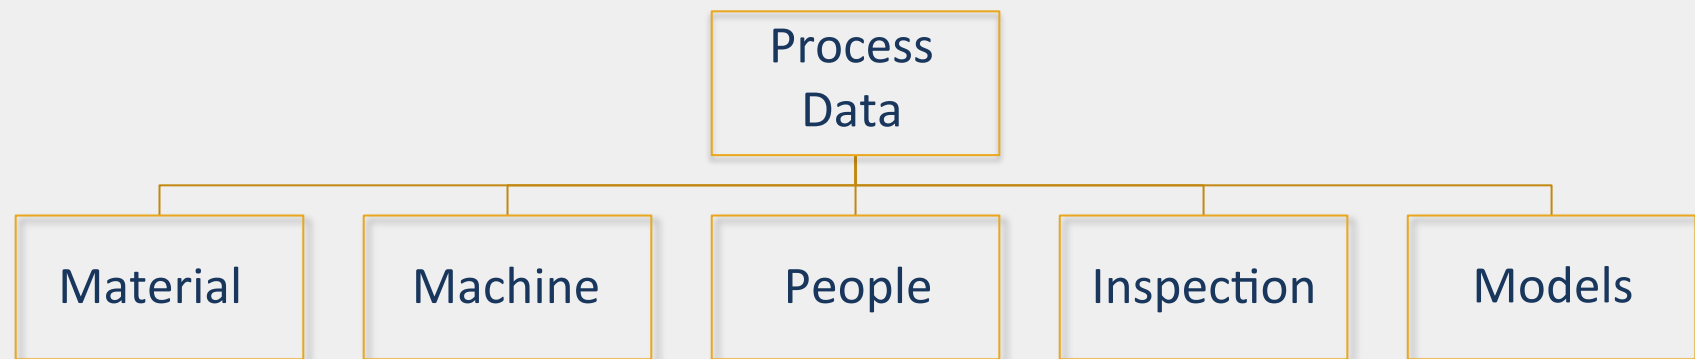 Process
Data
Material
Machine
People
Inspection
Models